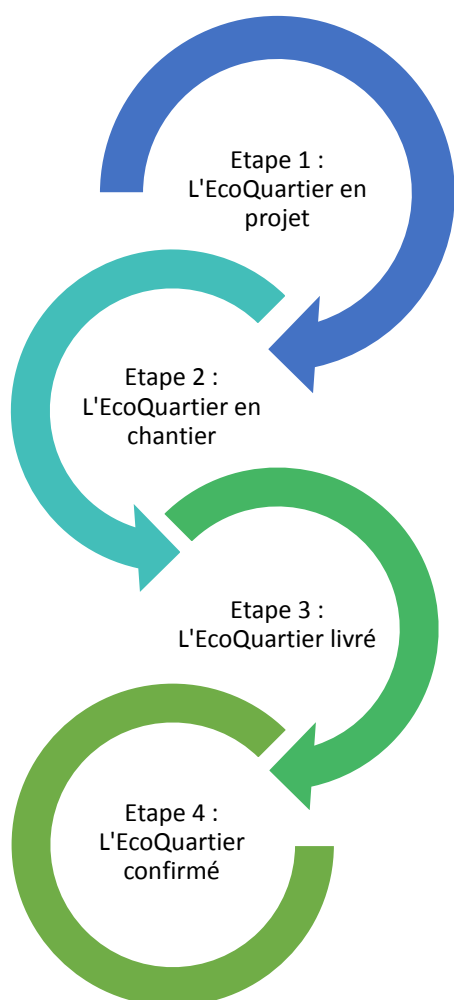 Etape 1 :
L'EcoQuartier en
projet
Etape 2 :
L'EcoQuartier en
chantier
Etape 3 :
L'EcoQuartier livré
Etape 4 :
L'EcoQuartier
confirmé